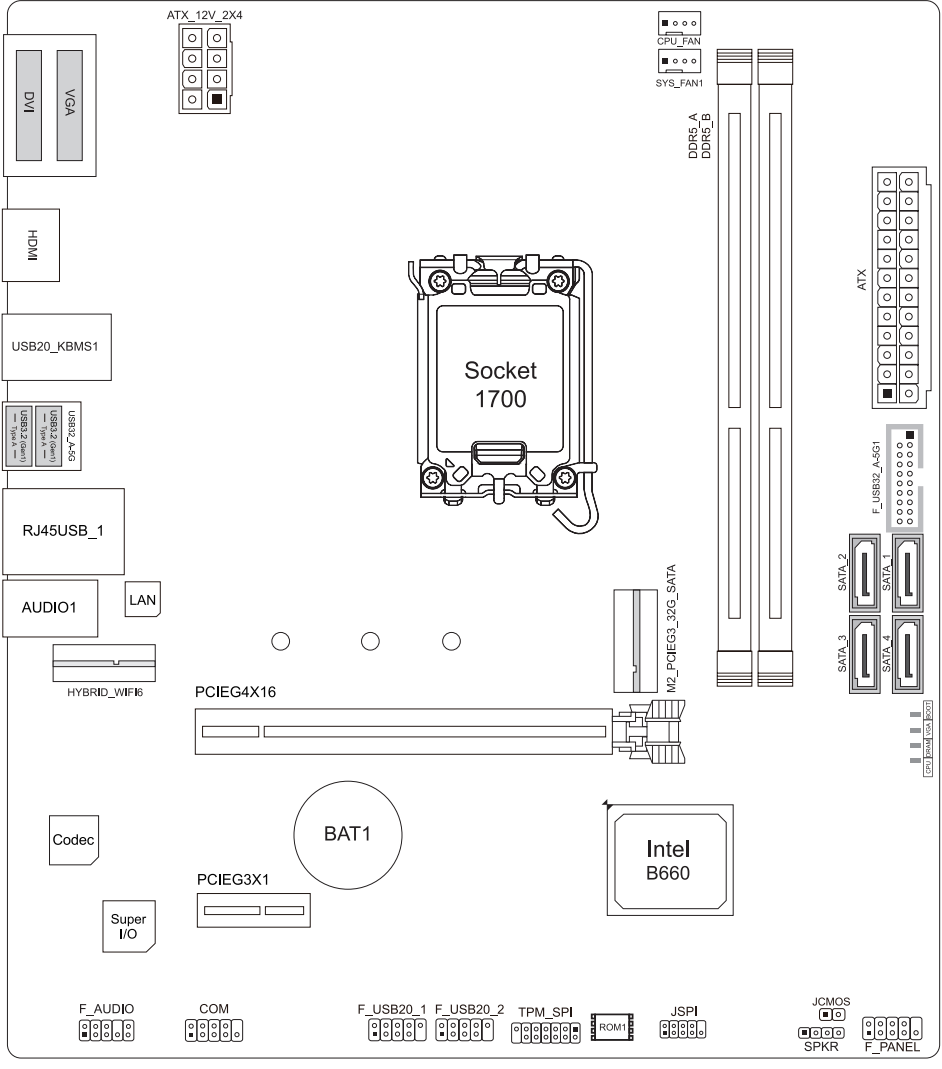 ATX_12V_2X4
CPU_FAN
SYS_FAN1
DVI
VGA
DDR5_A
DDR5_B
HDMI
ATX
USB20_KBMS1
Socket
1700
USB32_A-5G
USB3.2 (Gen1)
Type A
USB3.2 (Gen1)
Type A
F_USB32_A-5G1
RJ45USB_1
SATA_2
SATA_1
AUDIO1
LAN
M2_PCIEG3_32G_SATA
SATA_3
SATA_4
HYBRID_WIFI6
PCIEG4X16
CPU DRAM VGA BOOT
BAT1
Codec
Intel
B660
PCIEG3X1
Super
I/O
F_AUDIO
COM
F_USB20_1
F_USB20_2
TPM_SPI
ROM1
JSPI
JCMOS
SPKR
F_PANEL